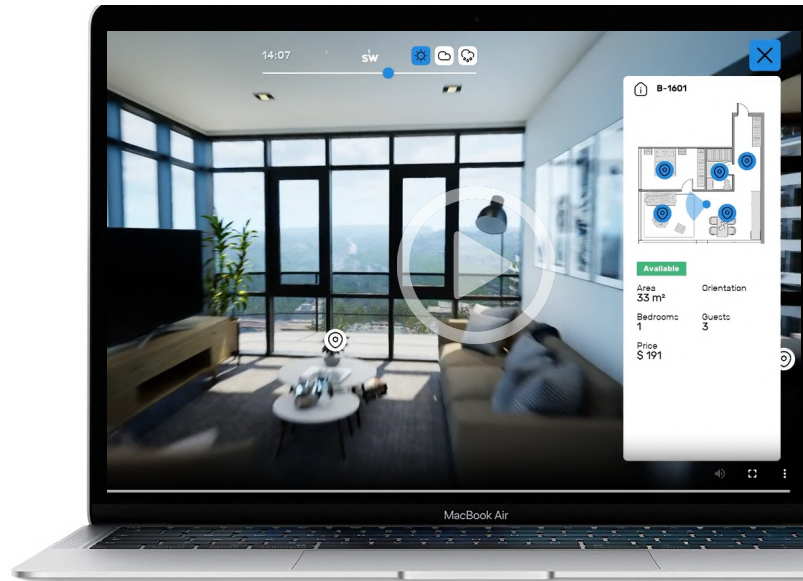 14:07
SW
B-1601
Available
Area
33 m²
Orientation
Bedrooms
1
Guests
3
Price
$ 191
MacBook Air